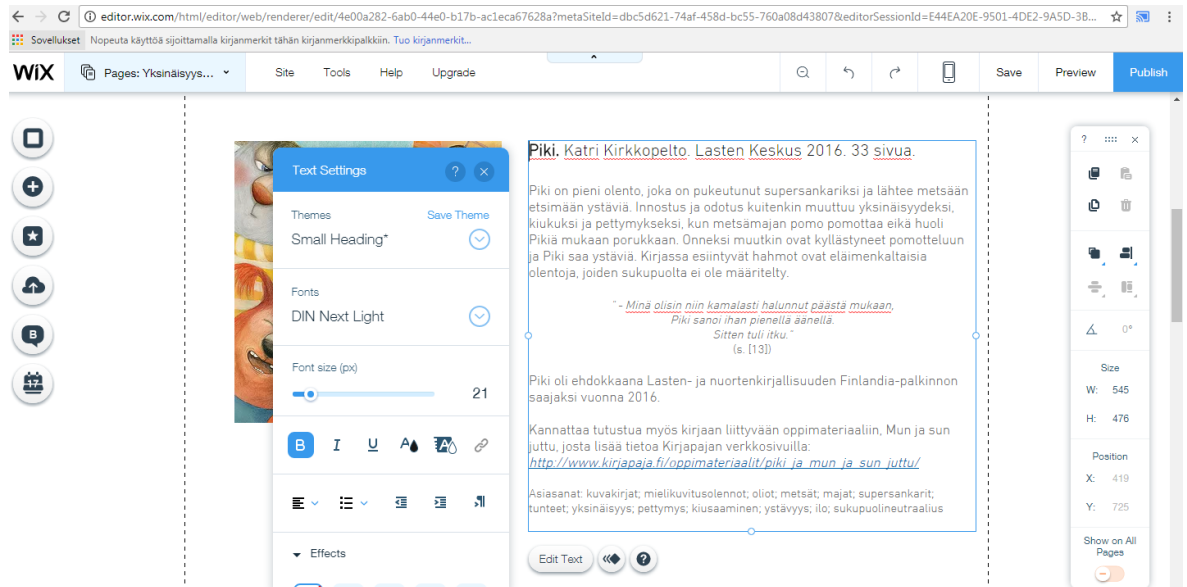 editor.wix.com/html/editor/web/renderer/edit/4e00a282-6ab0-44e0-b17b-ac1eca67628a?metaSiteId=dbc5d621-74af-458d-bc55-760a08d43807&editorSessionId=E44EA20E-9501-4DE2-9A5D-3B...
Sovellukset Nopeuta käyttöä sijoittamalla kirjanmerkit tähän kirjanmerkkipalkkiin. Tuo kirjanmerkit...
WiX Pages: Yksinäisyys... Site Tools Help Upgrade Save Preview Publish
Text Settings ? ×
Themes Save Theme
Small Heading*
Fonts
DIN Next Light
Font size (px)
21
B I U A A
Effects
Piki. Katri Kirkkopelto. Lasten Keskus 2016. 33 sivua.
Piki on pieni olento, joka on pukeutunut supersankariksi ja lähtee metsään
etsimään ystäviä. Innostus ja odotus kuitenkin muuttuu yksinäisyydeksi,
kiukuksi ja pettymykseksi, kun metsämajan pomo pomottaa eikä huoli
Pikiä mukaan porukkaan. Onneksi muutkin ovat kyllästyneet pomotteluun
ja Piki saa ystäviä. Kirjassa esiintyvät hahmot ovat eläimenkaltaisia
olentoja, joiden sukupuolta ei ole määritelty.
" - Minä olisin niin kamalasti halunnut päästä mukaan,
Piki sanoi ihan pienellä äänellä.
Sitten tuli itku."
(s. [13])
Piki oli ehdokkaana Lasten- ja nuortenkirjallisuuden Finlandia-palkinnon
saajaksi vuonna 2016.
Kannattaa tutustua myös kirjaan liittyvään oppimateriaaliin, Mun ja sun
juttu, josta lisää tietoa Kirjapajan verkkosivuilla:
http://www.kirjapaja.fi/oppimateriaalit/piki_ja_mun_ja_sun_juttu/
Asiasanat: kuvakirjat; mielikuvitusolennot; oliot; metsät; majat; supersankarit;
tunteet; yksinäisyys; pettymys; kiusaaminen; ystävyys; ilo; sukupuolineutraalius
Edit Text ?
? ×
0°
Size
W: 545
H: 476
Position
X: 419
Y: 725
Show on All
Pages
B
17